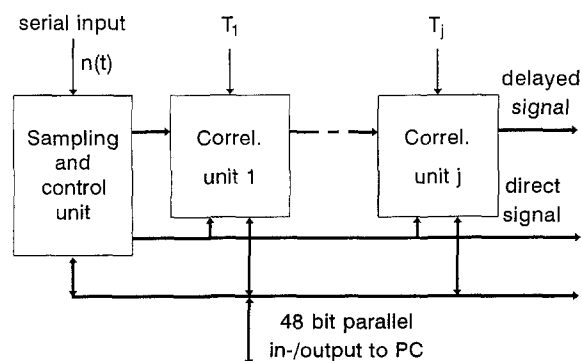 serial input
n(t)
T1
Tj
delayed
signal
Sampling
and
control
unit
Correl.
unit 1
Correl.
unit j
direct
signal
48 bit parallel
in-/output to PC